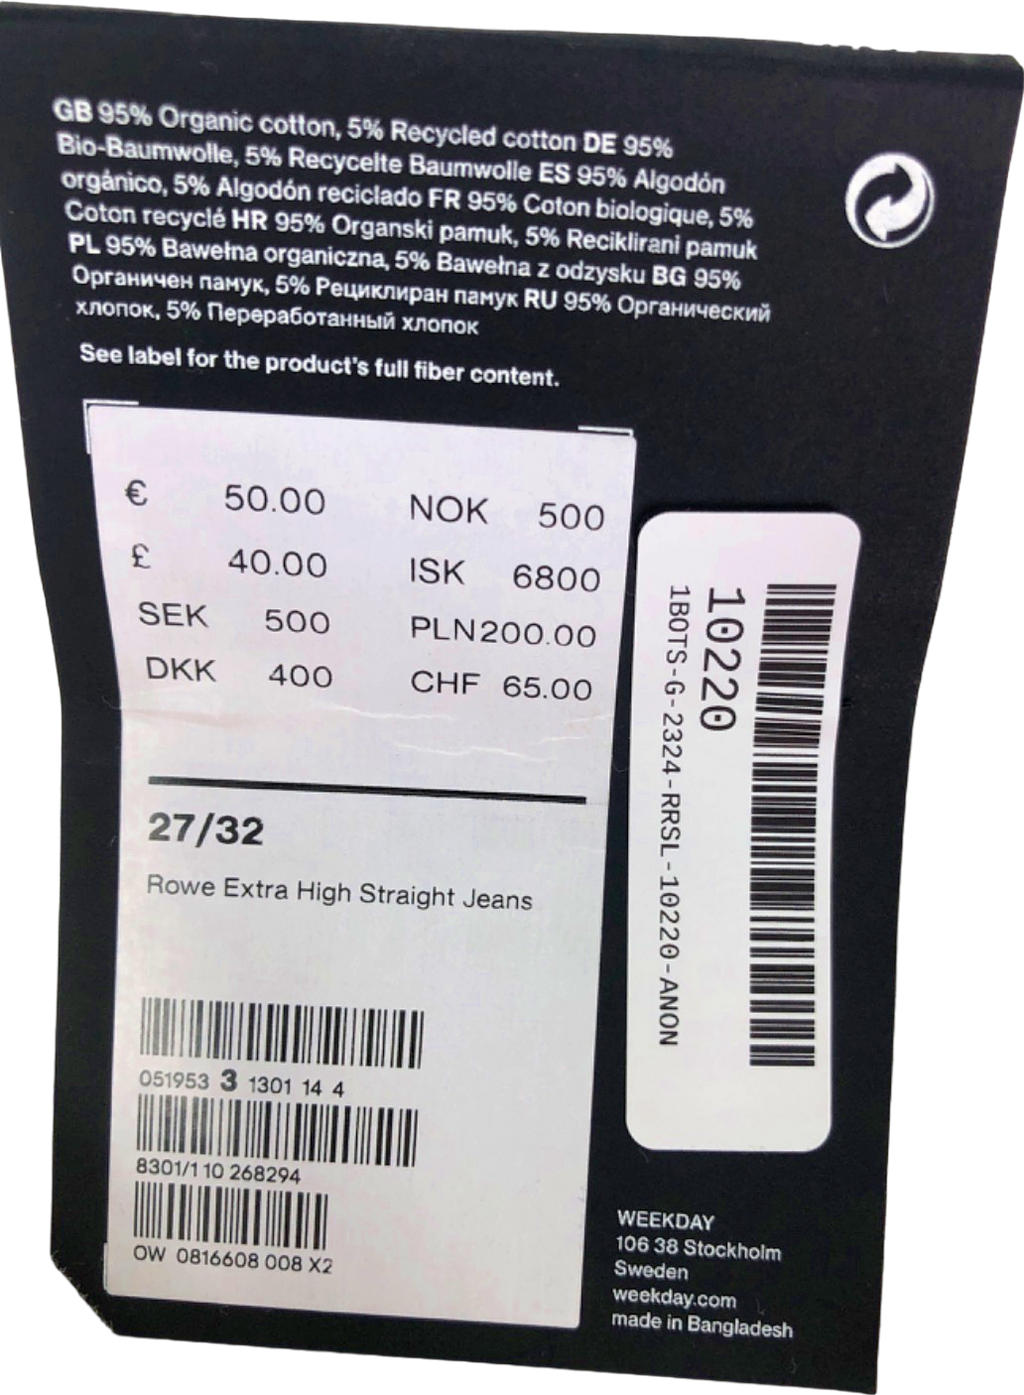 GB 95% Organic cotton, 5% Recycled cotton DE 95%
Bio-Baumwolle, 5% Recycelte Baumwolle ES 95% Algodón
orgánico, 5% Algodón reciclado FR 95% Coton biologique, 5%
Coton recyclé HR 95% Organski pamuk, 5% Reciklirani pamuk
PL 95% Bawełna organiczna, 5% Bawełna z odzysku BG 95%
Органичен памук, 5% Рециклиран памук RU 95% Органический
хлопок, 5% Переработанный хлопок
See label for the product's full fiber content.
€ 50.00 NOK 500
£ 40.00 ISK 6800
SEK 500 PLN200.00
DKK 400 CHF 65.00
27/32
Rowe Extra High Straight Jeans
051953 3 1301 14 4
8301/1 10 268294
OW 0816608 008 X2
10220
1BOTS-G-2324-RRSL-10220-ANON
WEEKDAY
106 38 Stockholm
Sweden
weekday.com
made in Bangladesh